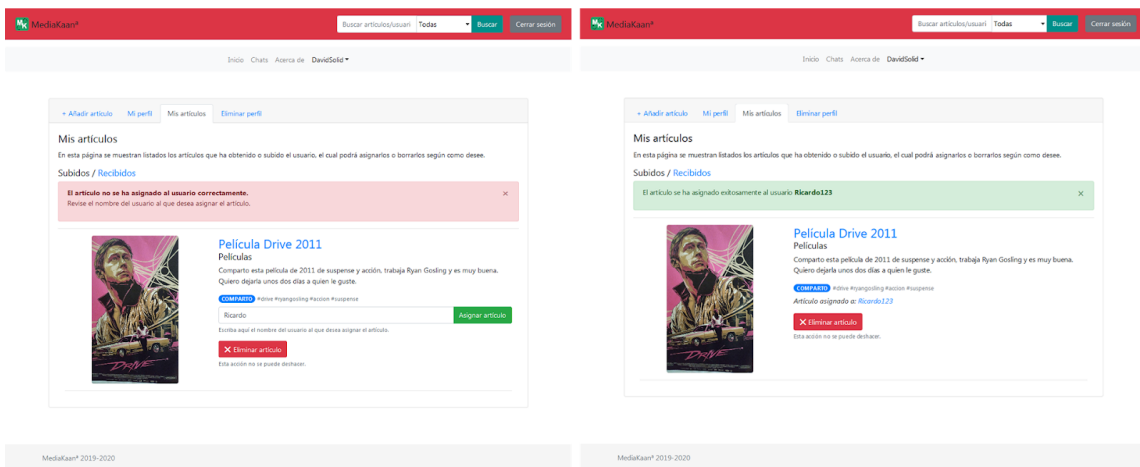 MediaKaan®
Buscar artículos/usuari
Todas
Buscar
Cerrar sesión
Inicio Chats Acerca de DavidSolid
+ Añadir artículo Mi perfil Mis artículos Eliminar perfil
Mis artículos
En esta página se muestran listados los artículos que ha obtenido o subido el usuario, el cual podrá asignarlos o borrarlos según como desee.
Subidos / Recibidos
El artículo no se ha asignado al usuario correctamente. ×
Revise el nombre del usuario al que desea asignar el artículo.
DRIVE
Película Drive 2011
Películas
Comparto esta película de 2011 de suspense y acción, trabaja Ryan Gosling y es muy buena.
Quiero dejarla unos dos días a quien le guste.
COMPARTO #drive #ryangosling #accion #suspense
Ricardo Asignar artículo
Escriba aquí el nombre del usuario al que desea asignar el artículo.
× Eliminar artículo
Esta acción no se puede deshacer.
MediaKaan® 2019-2020
MediaKaan®
Buscar artículos/usuari
Todas
Buscar
Cerrar sesión
Inicio Chats Acerca de DavidSolid
+ Añadir artículo Mi perfil Mis artículos Eliminar perfil
Mis artículos
En esta página se muestran listados los artículos que ha obtenido o subido el usuario, el cual podrá asignarlos o borrarlos según como desee.
Subidos / Recibidos
El artículo se ha asignado exitosamente al usuario Ricardo123 ×
DRIVE
Película Drive 2011
Películas
Comparto esta película de 2011 de suspense y acción, trabaja Ryan Gosling y es muy buena.
Quiero dejarla unos dos días a quien le guste.
COMPARTO #drive #ryangosling #accion #suspense
Artículo asignado a: Ricardo123
× Eliminar artículo
Esta acción no se puede deshacer.
MediaKaan® 2019-2020